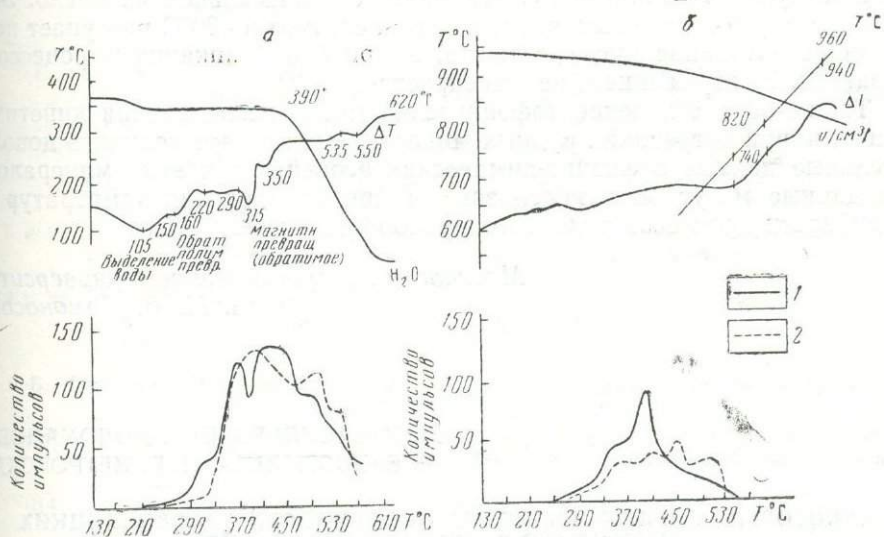 а
T°C
400
300
200
100
390°
620°C
ΔT
535 550
350
220 290 315
105 150 160
Выделение воды
Обрат полим превр.
Магнитн превращ (обратимое)
H₂O
б
T°C
T°C
900
800
700
600
960
940
820
740
Количество импульсов
150
100
50
130 210 290 370 450 530 610 T°C
Количество импульсов
150
100
50
130 210 290 370 450 530 T°C
1
2